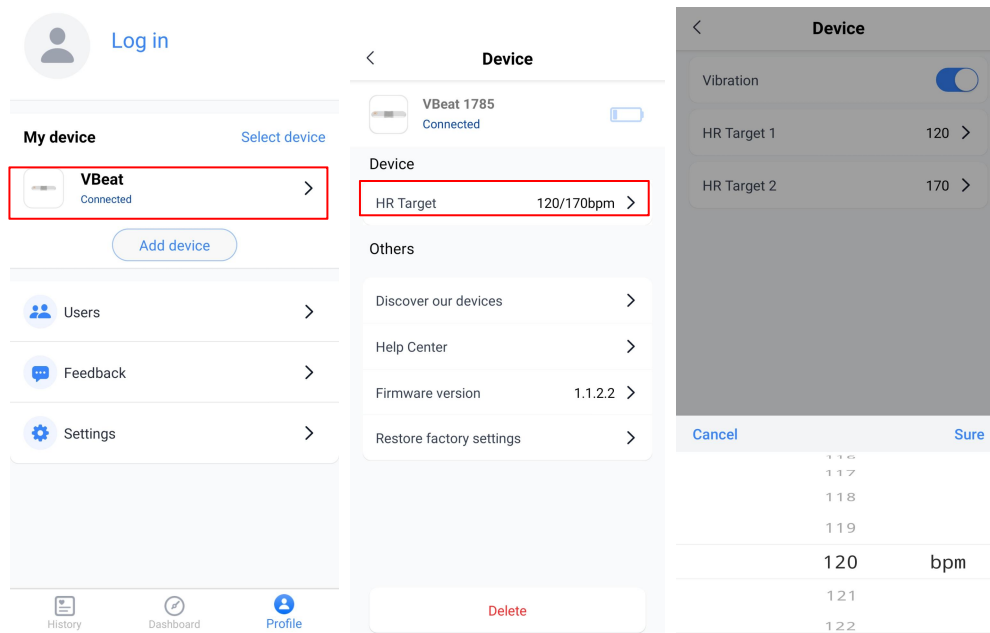 Log in
My device
Select device
VBeat
Connected
Add device
Users
Feedback
Settings
History
Dashboard
Profile
Device
VBeat 1785
Connected
Device
HR Target 120/170bpm
Others
Discover our devices
Help Center
Firmware version 1.1.2.2
Restore factory settings
Delete
Device
Vibration
HR Target 1 120
HR Target 2 170
Cancel Sure
116
117
118
119
120 bpm
121
122